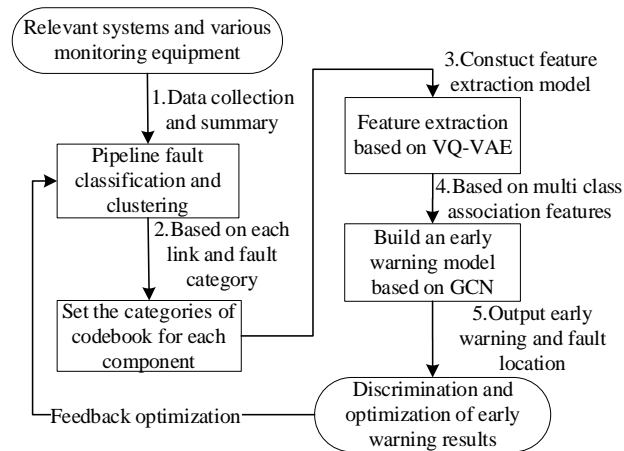 Relevant systems and various
monitoring equipment
1.Data collection
and summary
Pipeline fault
classification and
clustering
2.Based on each
link and fault
category
Set the categories of
codebook for each
component
3.Constuct feature
extraction model
Feature extraction
based on VQ-VAE
4.Based on multi class
association features
Build an early
warning model
based on GCN
5.Output early
warning and fault
location
Discrimination and
optimization of early
warning results
Feedback optimization